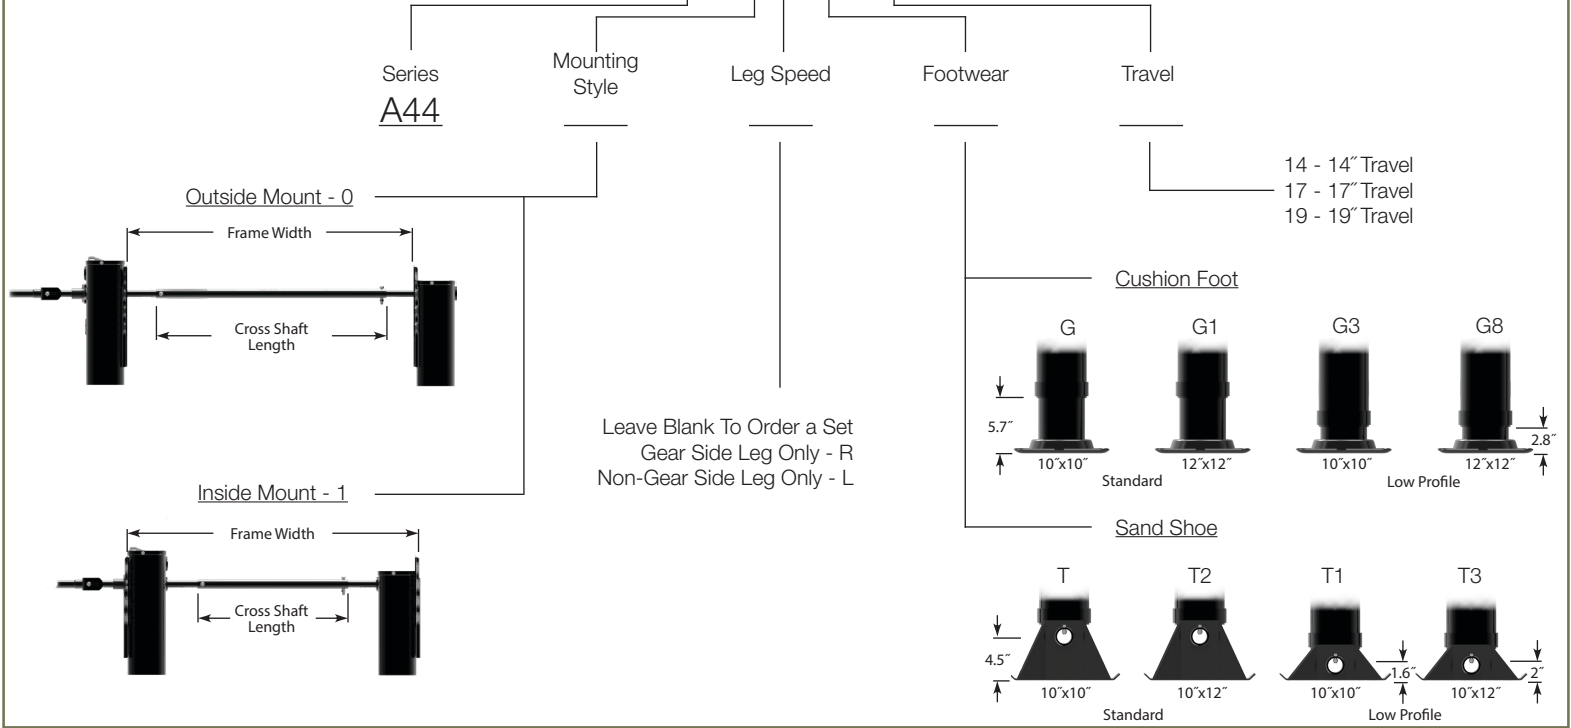 Series
A44
Mounting
Style
Leg Speed
Footwear
Travel
14 - 14˝ Travel
17 - 17˝ Travel
19 - 19˝ Travel
Outside Mount - 0
Frame Width
Cross Shaft
Length
Leave Blank To Order a Set
Gear Side Leg Only - R
Non-Gear Side Leg Only - L
Inside Mount - 1
Frame Width
Cross Shaft
Length
Cushion Foot
G
G1
G3
G8
5.7˝
2.8˝
10˝x10˝
12˝x12˝
10˝x10˝
12˝x12˝
Standard
Low Profile
Sand Shoe
T
T2
T1
T3
4.5˝
1.6˝
2˝
10˝x10˝
10˝x12˝
10˝x10˝
10˝x12˝
Standard
Low Profile